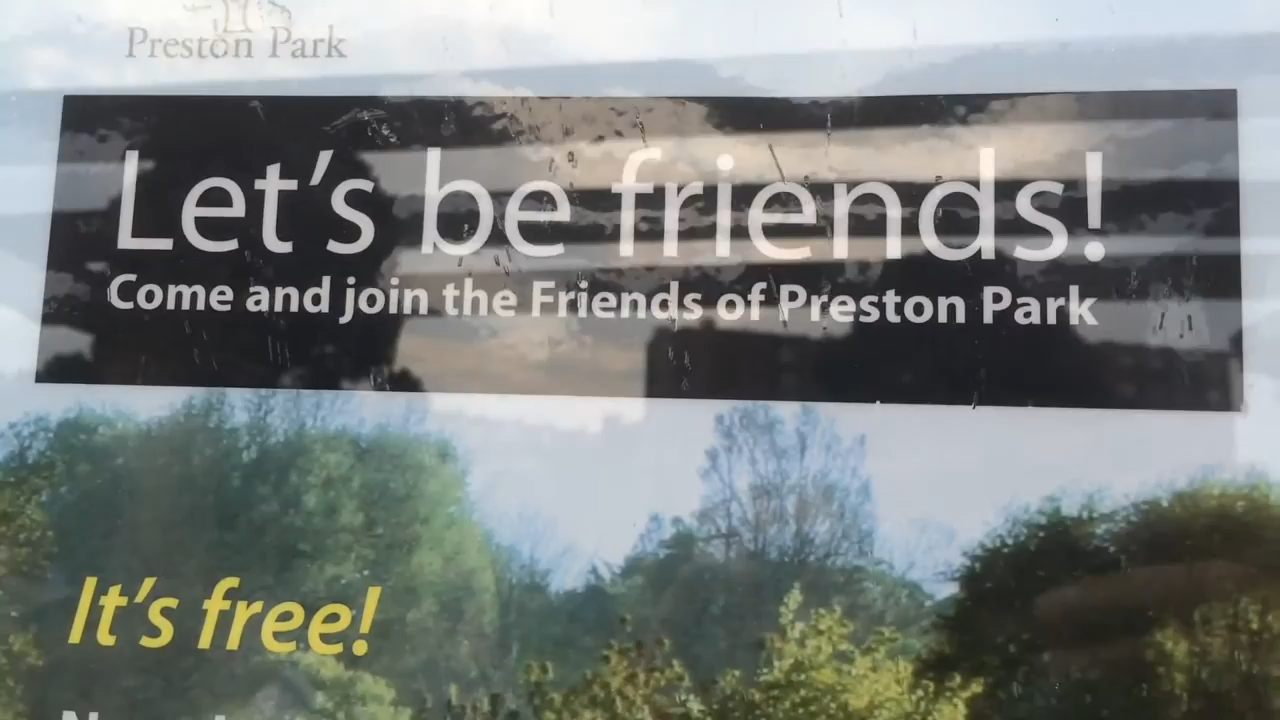 Preston Park
Let's be friends!
Come and join the Friends of Preston Park
It's free!